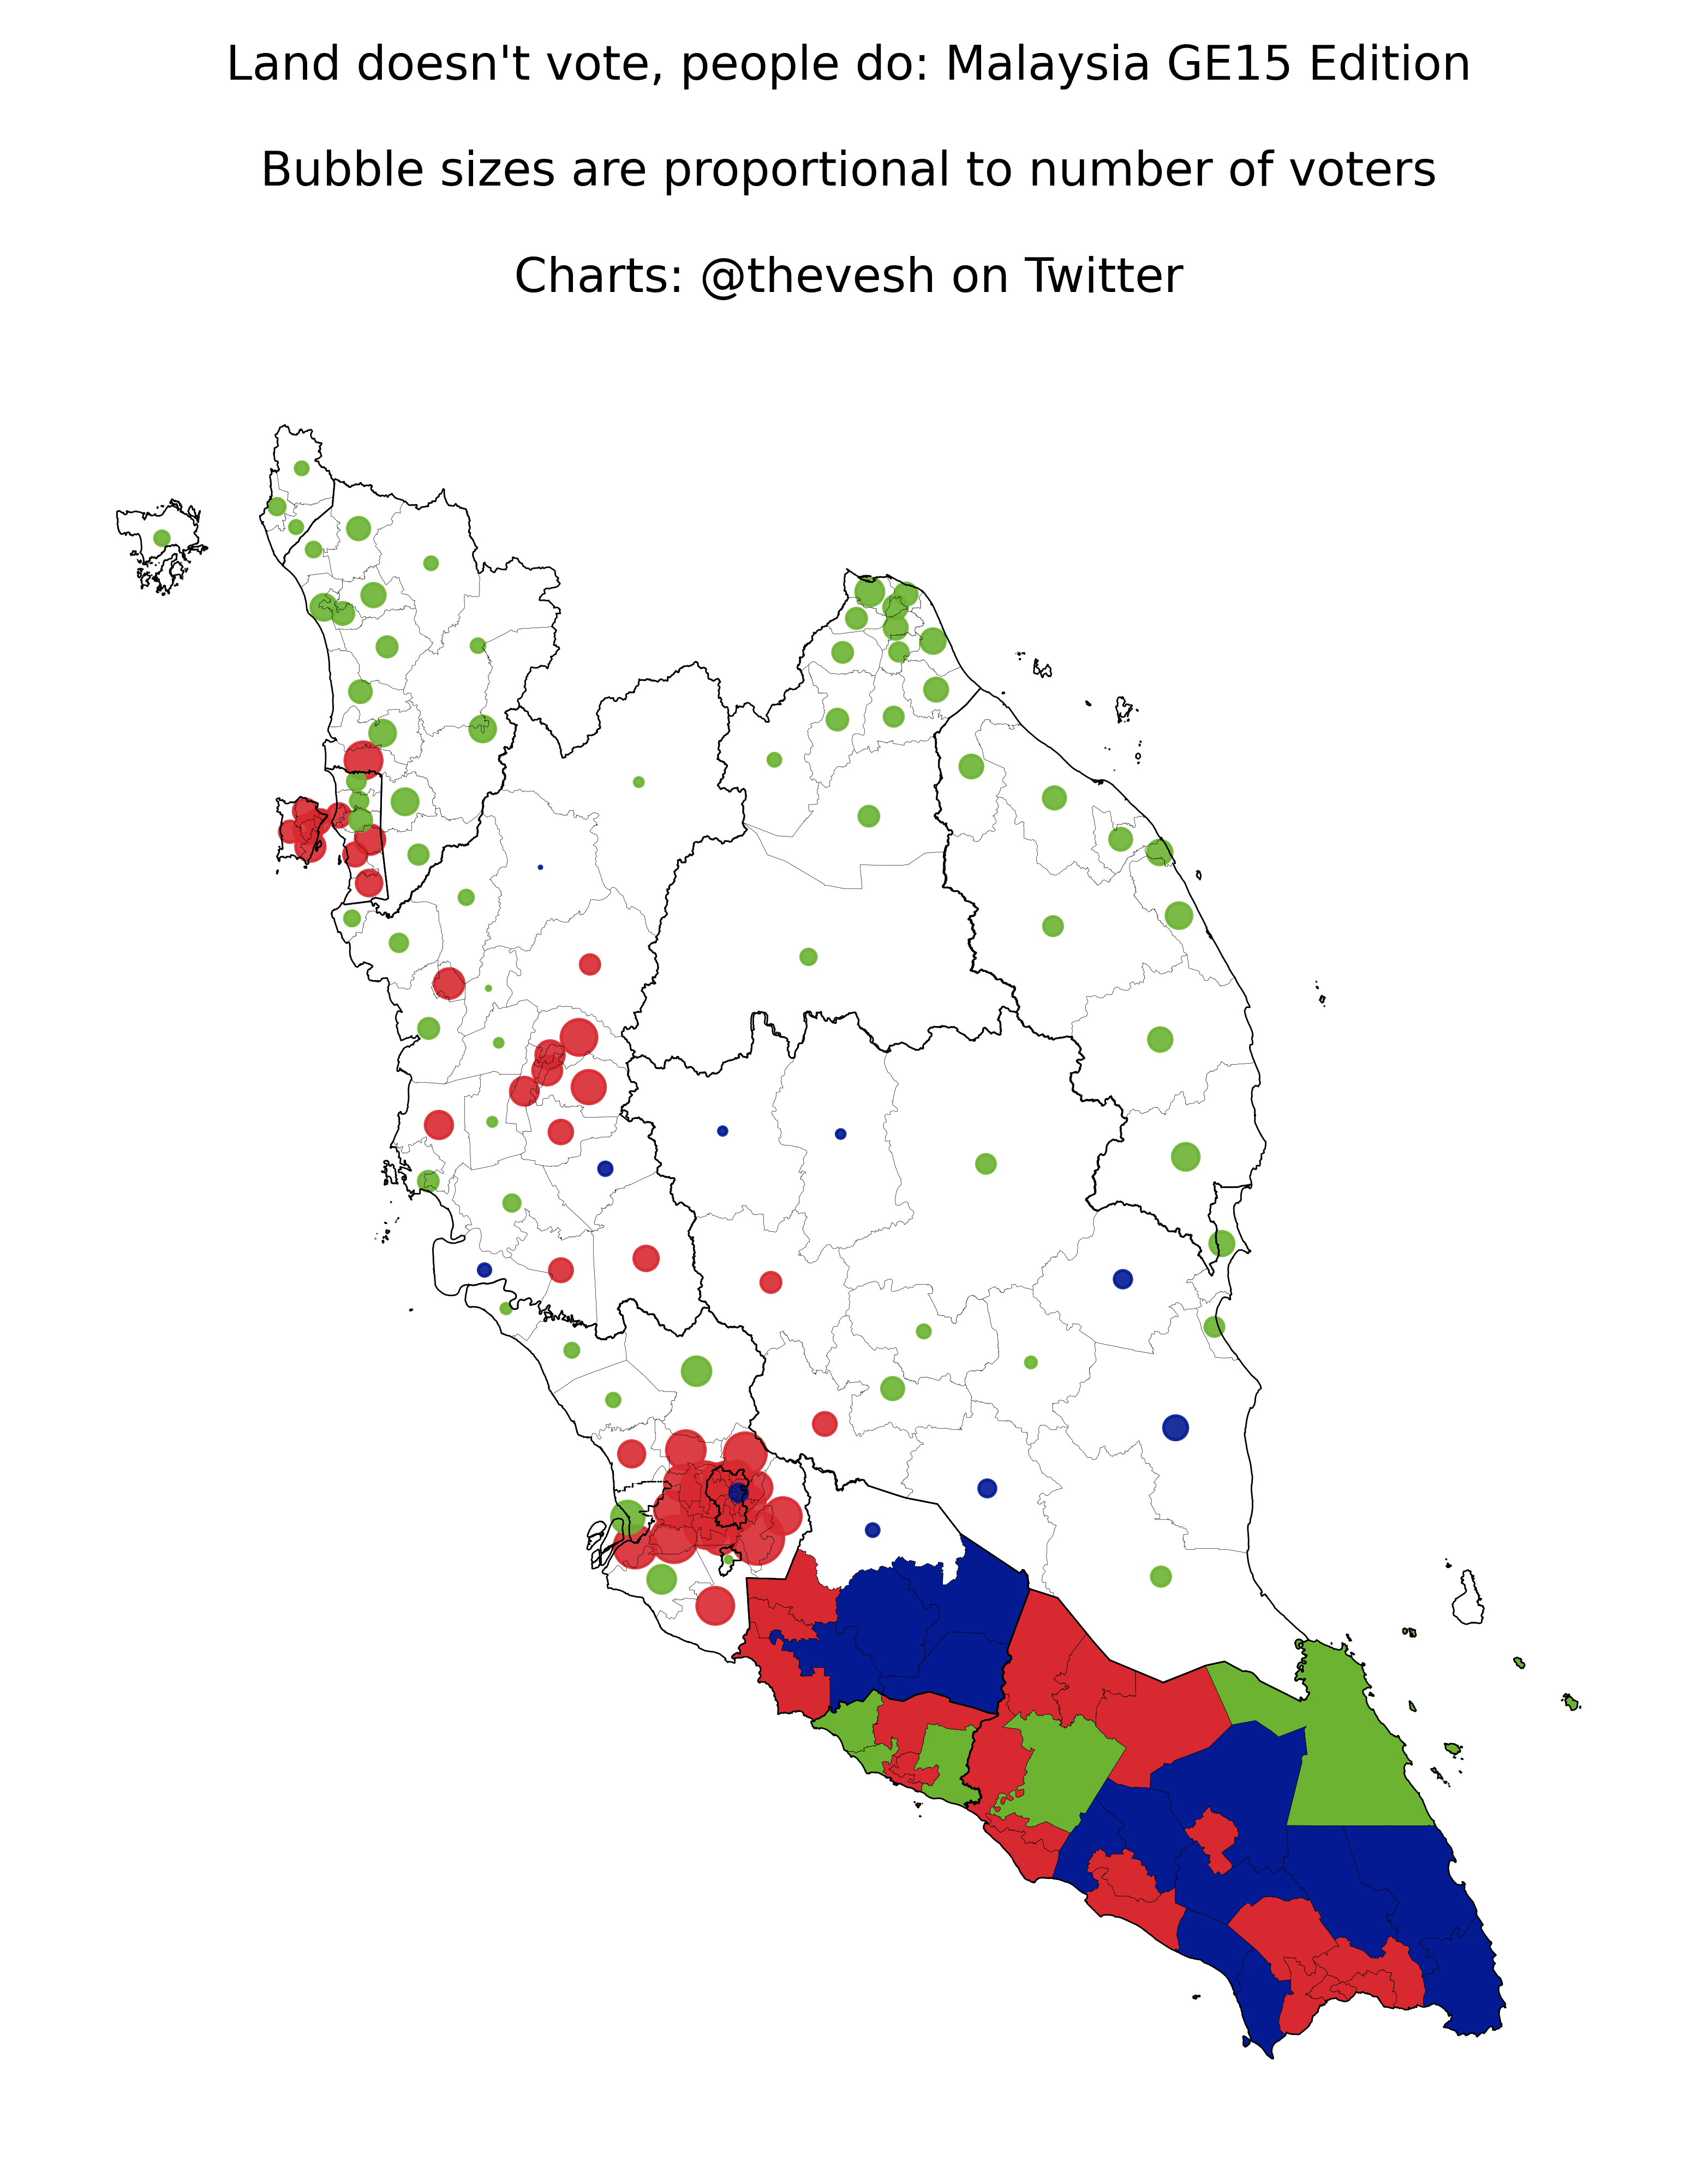 Land doesn't vote, people do: Malaysia GE15 Edition
Bubble sizes are proportional to number of voters
Charts: @thevesh on Twitter